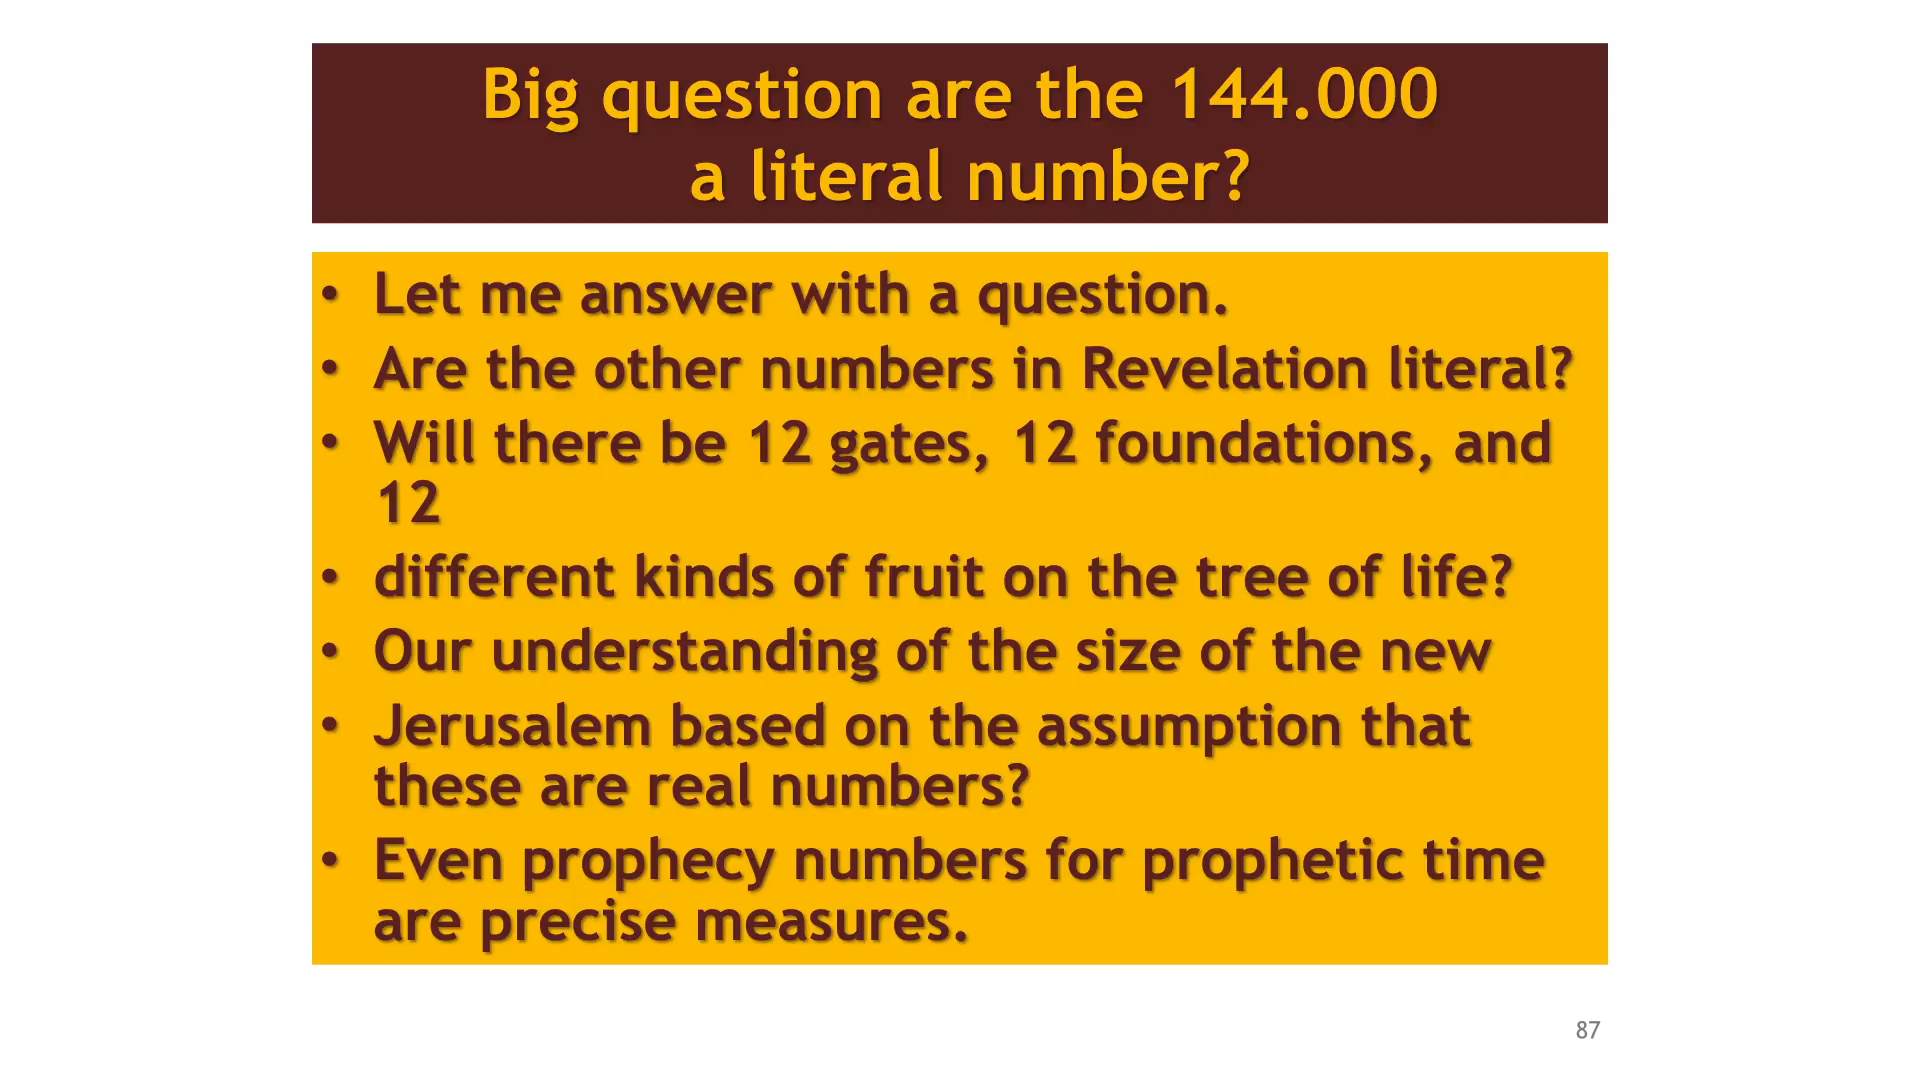 Big question are the 144.000
a literal number?
• Let me answer with a question.
• Are the other numbers in Revelation literal?
• Will there be 12 gates, 12 foundations, and
12
• different kinds of fruit on the tree of life?
• Our understanding of the size of the new
• Jerusalem based on the assumption that
these are real numbers?
• Even prophecy numbers for prophetic time
are precise measures.
87